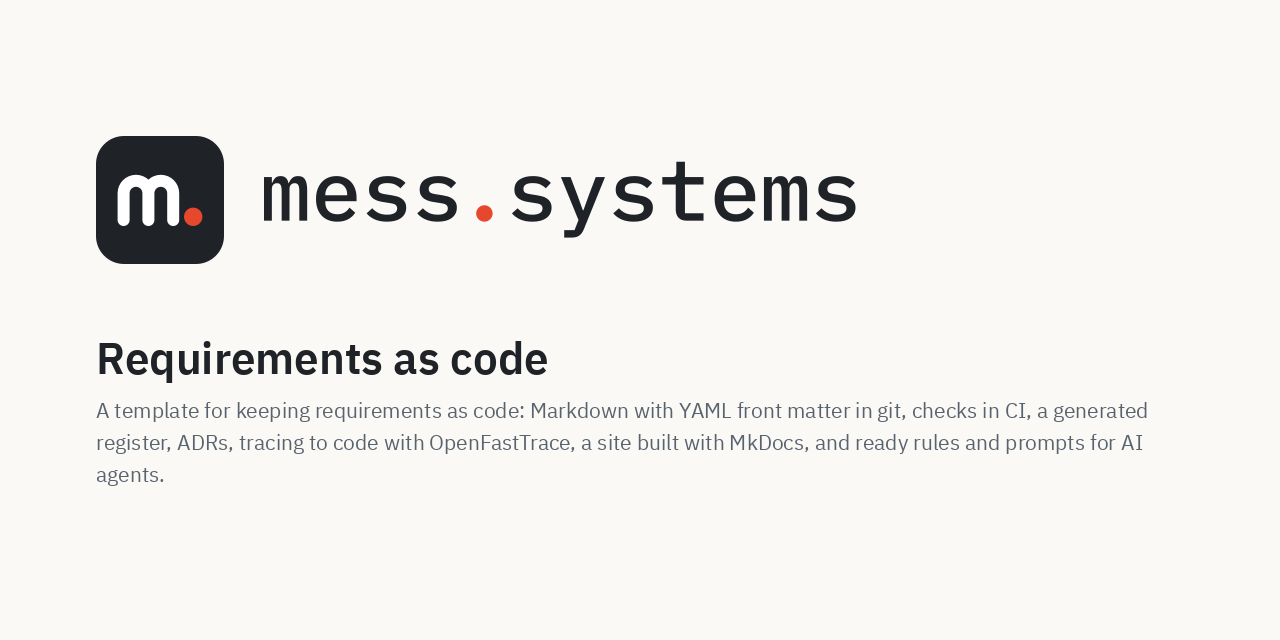 m.
mess.systems
Requirements as code
A template for keeping requirements as code: Markdown with YAML front matter in git, checks in CI, a generated
register, ADRs, tracing to code with OpenFastTrace, a site built with MkDocs, and ready rules and prompts for AI
agents.